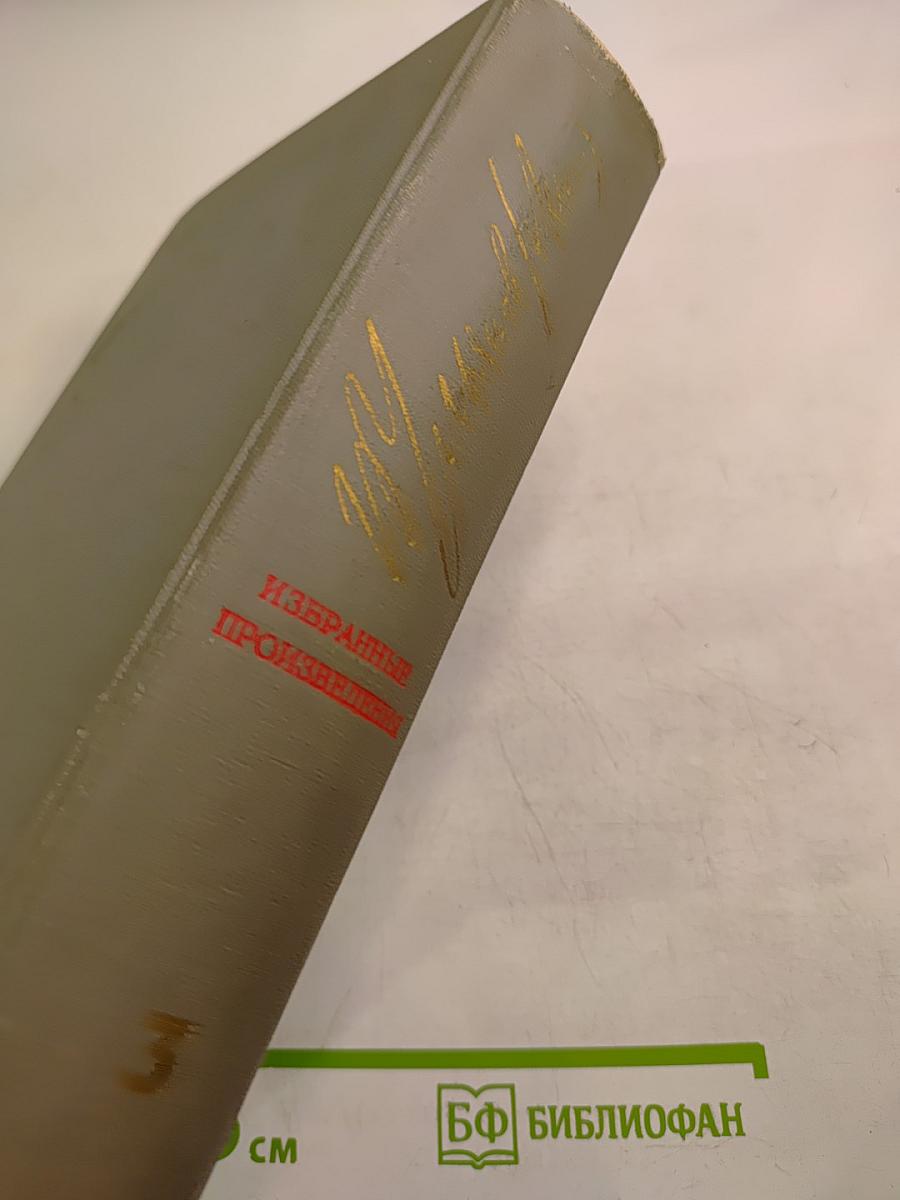 ИЗБРАННЫЕ
ПРОИЗВЕДЕНИЯ
3
см
БФ БИБЛИОФАН